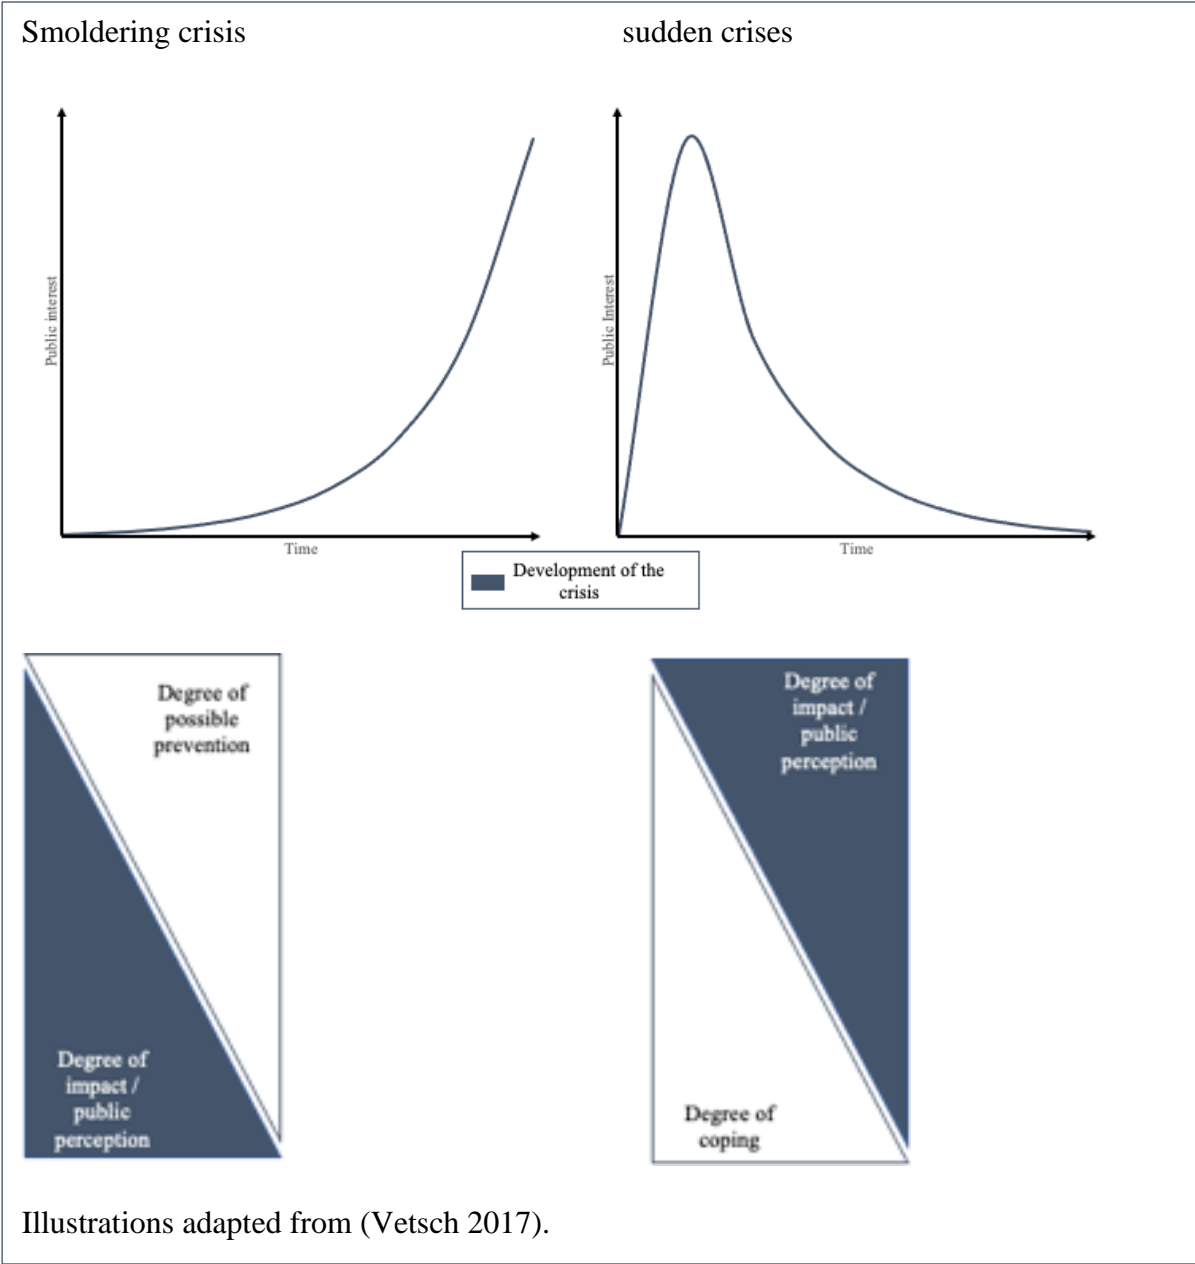 Smoldering crisis
sudden crises
Public interest
Time
Public Interest
Time
Development of the
crisis
Degree of
possible
prevention
Degree of
impact /
public
perception
Degree of
impact /
public
perception
Degree of
coping
Illustrations adapted from (Vetsch 2017).